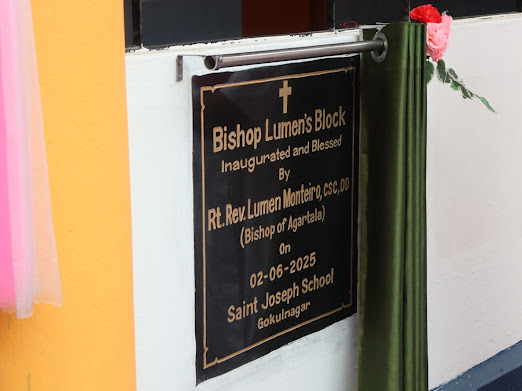 Bishop Lumen's Block
Inaugurated and Blessed
By
Rt. Rev. Lumen Monteiro, CSC, DD
(Bishop of Agartala)
On
02-06-2025
Saint Joseph School
Gokulnagar